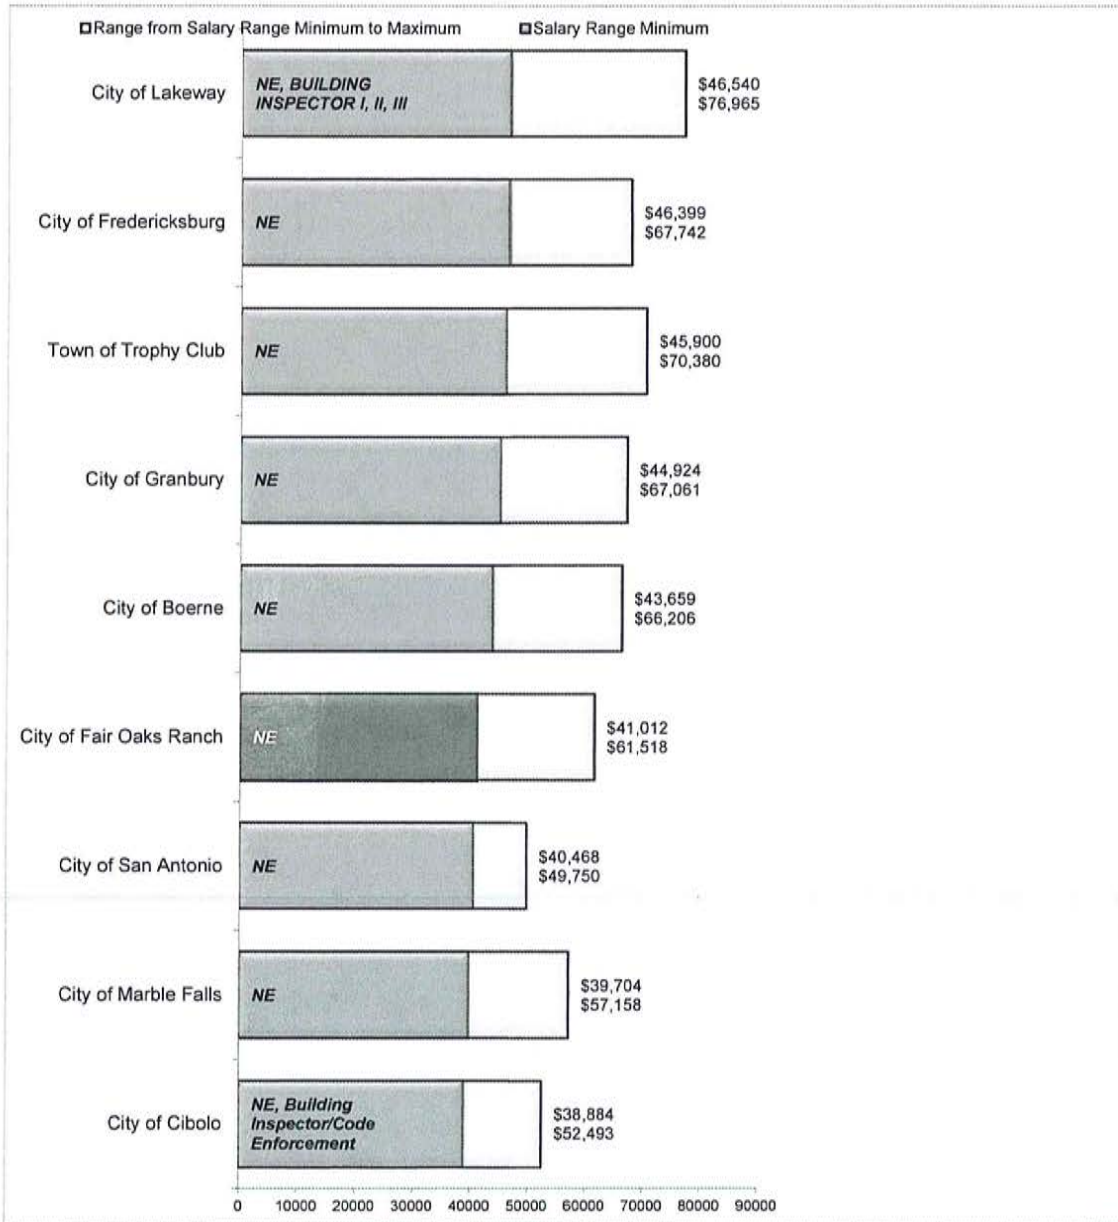 Range from Salary Range Minimum to Maximum
Salary Range Minimum
City of Lakeway
NE, BUILDING
INSPECTOR I, II, III
$46,540
$76,965
City of Fredericksburg
NE
$46,399
$67,742
Town of Trophy Club
NE
$45,900
$70,380
City of Granbury
NE
$44,924
$67,061
City of Boerne
NE
$43,659
$66,206
City of Fair Oaks Ranch
NE
$41,012
$61,518
City of San Antonio
NE
$40,468
$49,750
City of Marble Falls
NE
$39,704
$57,158
City of Cibolo
NE, Building
Inspector/Code
Enforcement
$38,884
$52,493
0 10000 20000 30000 40000 50000 60000 70000 80000 90000